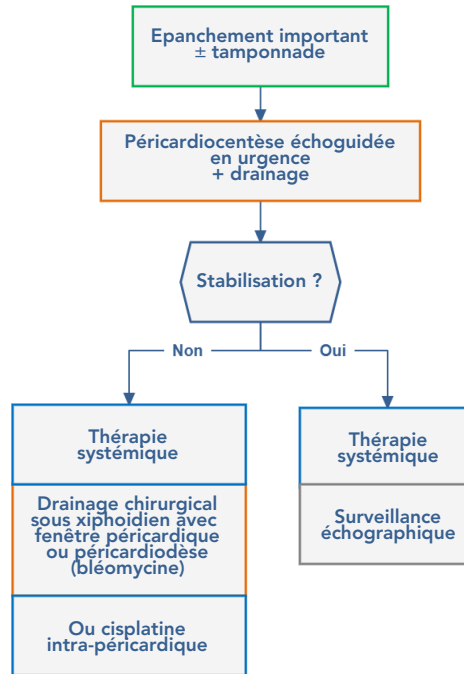 Epanchement important
± tamponnade
Péricardiocentèse échoguidée
en urgence
+ drainage
Stabilisation ?
Non
Oui
Thérapie
systémique
Drainage chirurgical
sous xiphoidien avec
fenêtre péricardique
ou péricardiodèse
(bléomycine)
Ou cisplatine
intra-péricardique
Thérapie
systémique
Surveillance
échographique